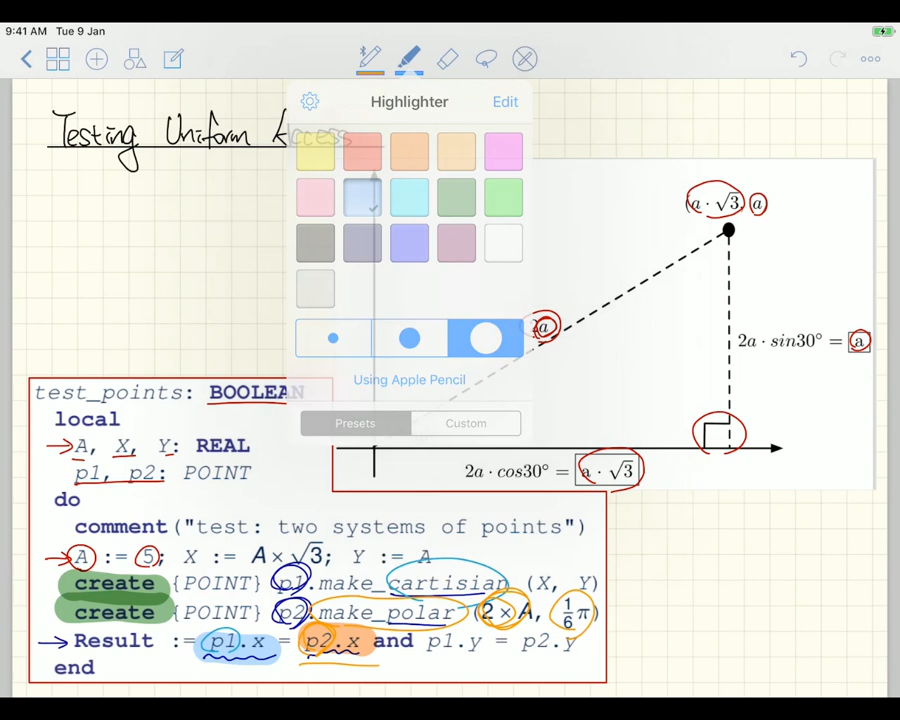 9:41 AM Tue 9 Jan
Testing Uniform Access
Highlighter
Edit
Using Apple Pencil
Presets
Custom
(a · √3, a)
2a
2a · sin30° = a
2a · cos30° = a · √3
test_points: BOOLEAN
local
A, X, Y: REAL
p1, p2: POINT
do
comment("test: two systems of points")
A := 5; X := A × √3; Y := A
create {POINT} p1.make_cartisian (X, Y)
create {POINT} p2.make_polar (2 × A, 1/6 π)
Result := p1.x = p2.x and p1.y = p2.y
end